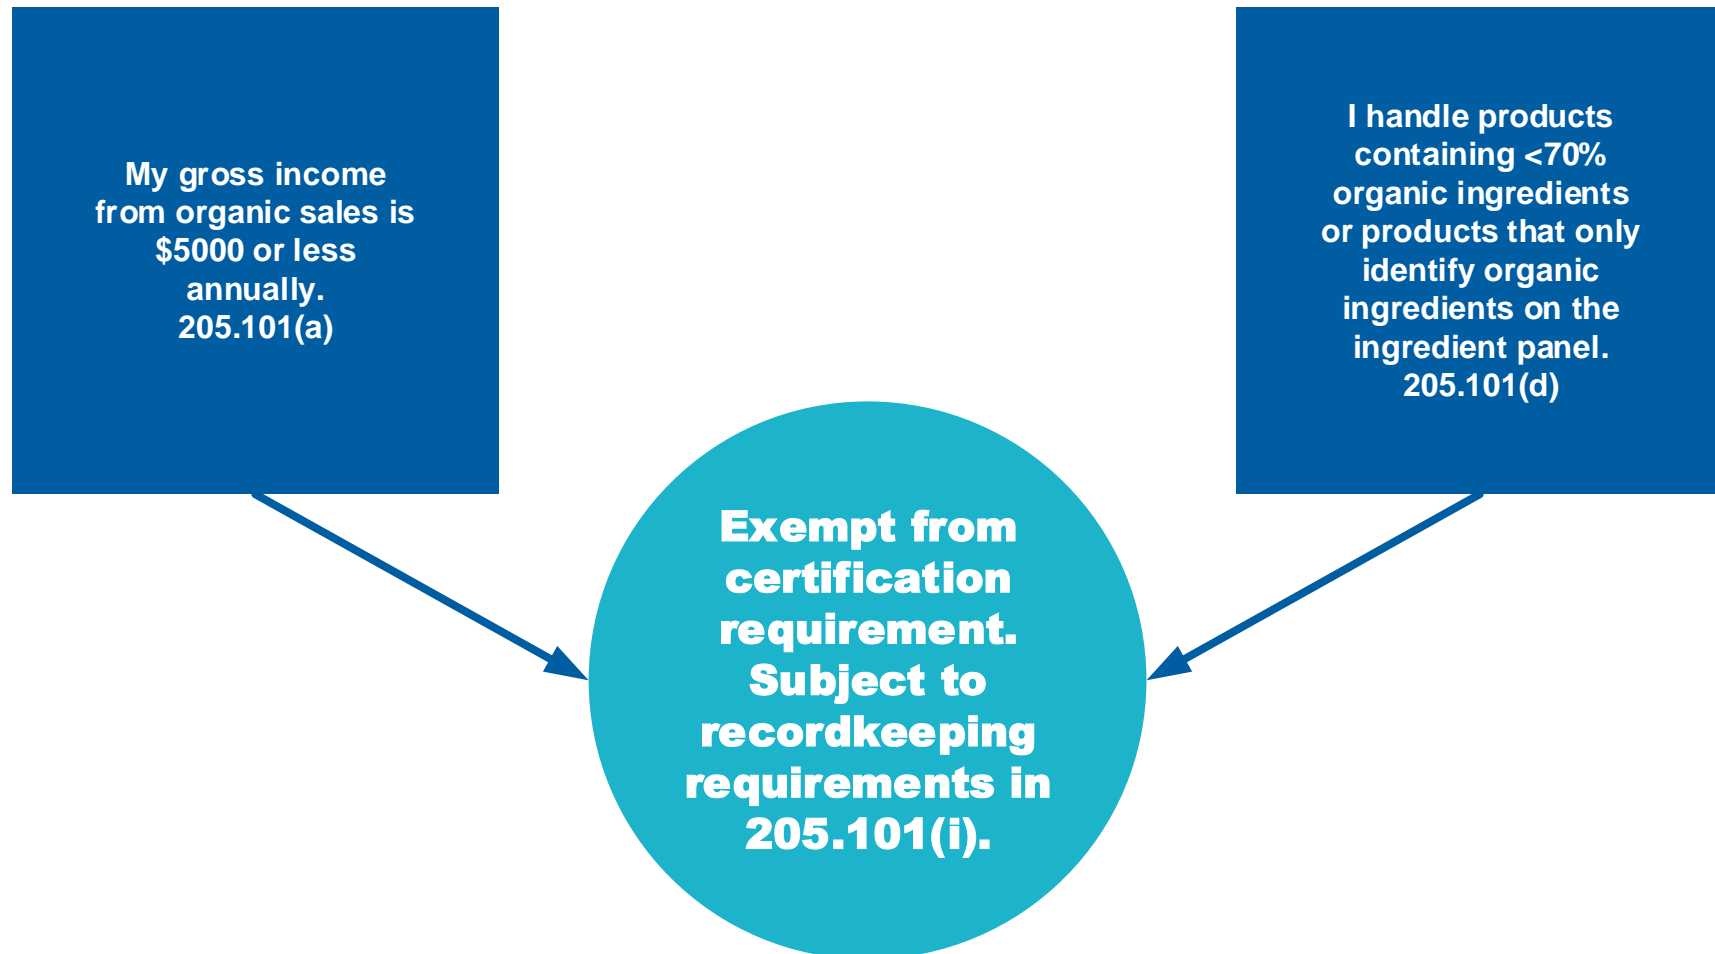 My gross income
from organic sales is
$5000 or less
annually.
205.101(a)
I handle products
containing <70%
organic ingredients
or products that only
identify organic
ingredients on the
ingredient panel.
205.101(d)
Exempt from
certification
requirement.
Subject to
recordkeeping
requirements in
205.101(i).